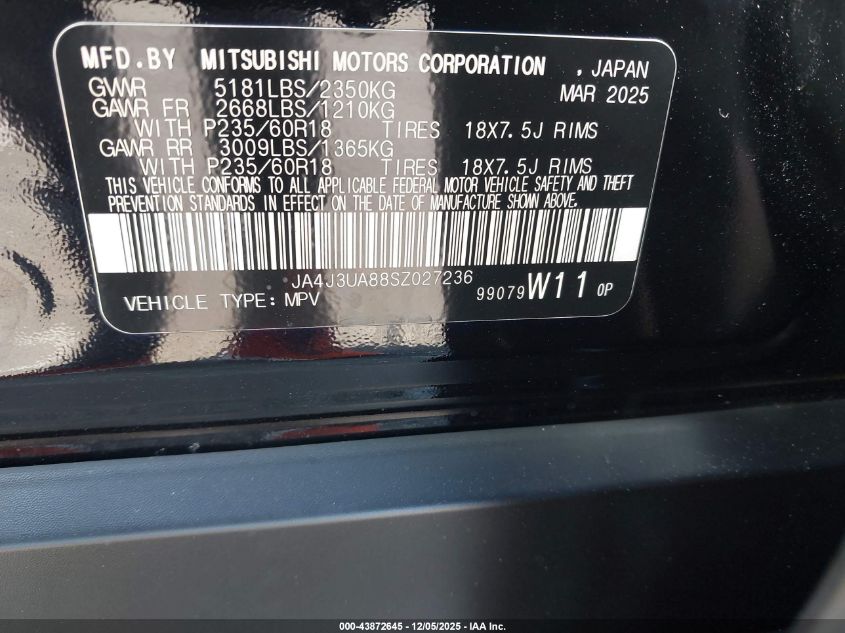 MFD.BY MITSUBISHI MOTORS CORPORATION , JAPAN
GVWR 5181LBS/2350KG MAR 2025
GAWR FR 2668LBS/1210KG
WITH P235/60R18 TIRES 18X7.5J RIMS
GAWR RR 3009LBS/1365KG
WITH P235/60R18 TIRES 18X7.5J RIMS
THIS VEHICLE CONFORMS TO ALL APPLICABLE FEDERAL MOTOR VEHICLE SAFETY AND THEFT
PREVENTION STANDARDS IN EFFECT ON THE DATE OF MANUFACTURE SHOWN ABOVE.
JA4J3UA88SZ027236
VEHICLE TYPE: MPV 99079 W11 0P
000-43872645 - 12/05/2025 - IAA Inc.